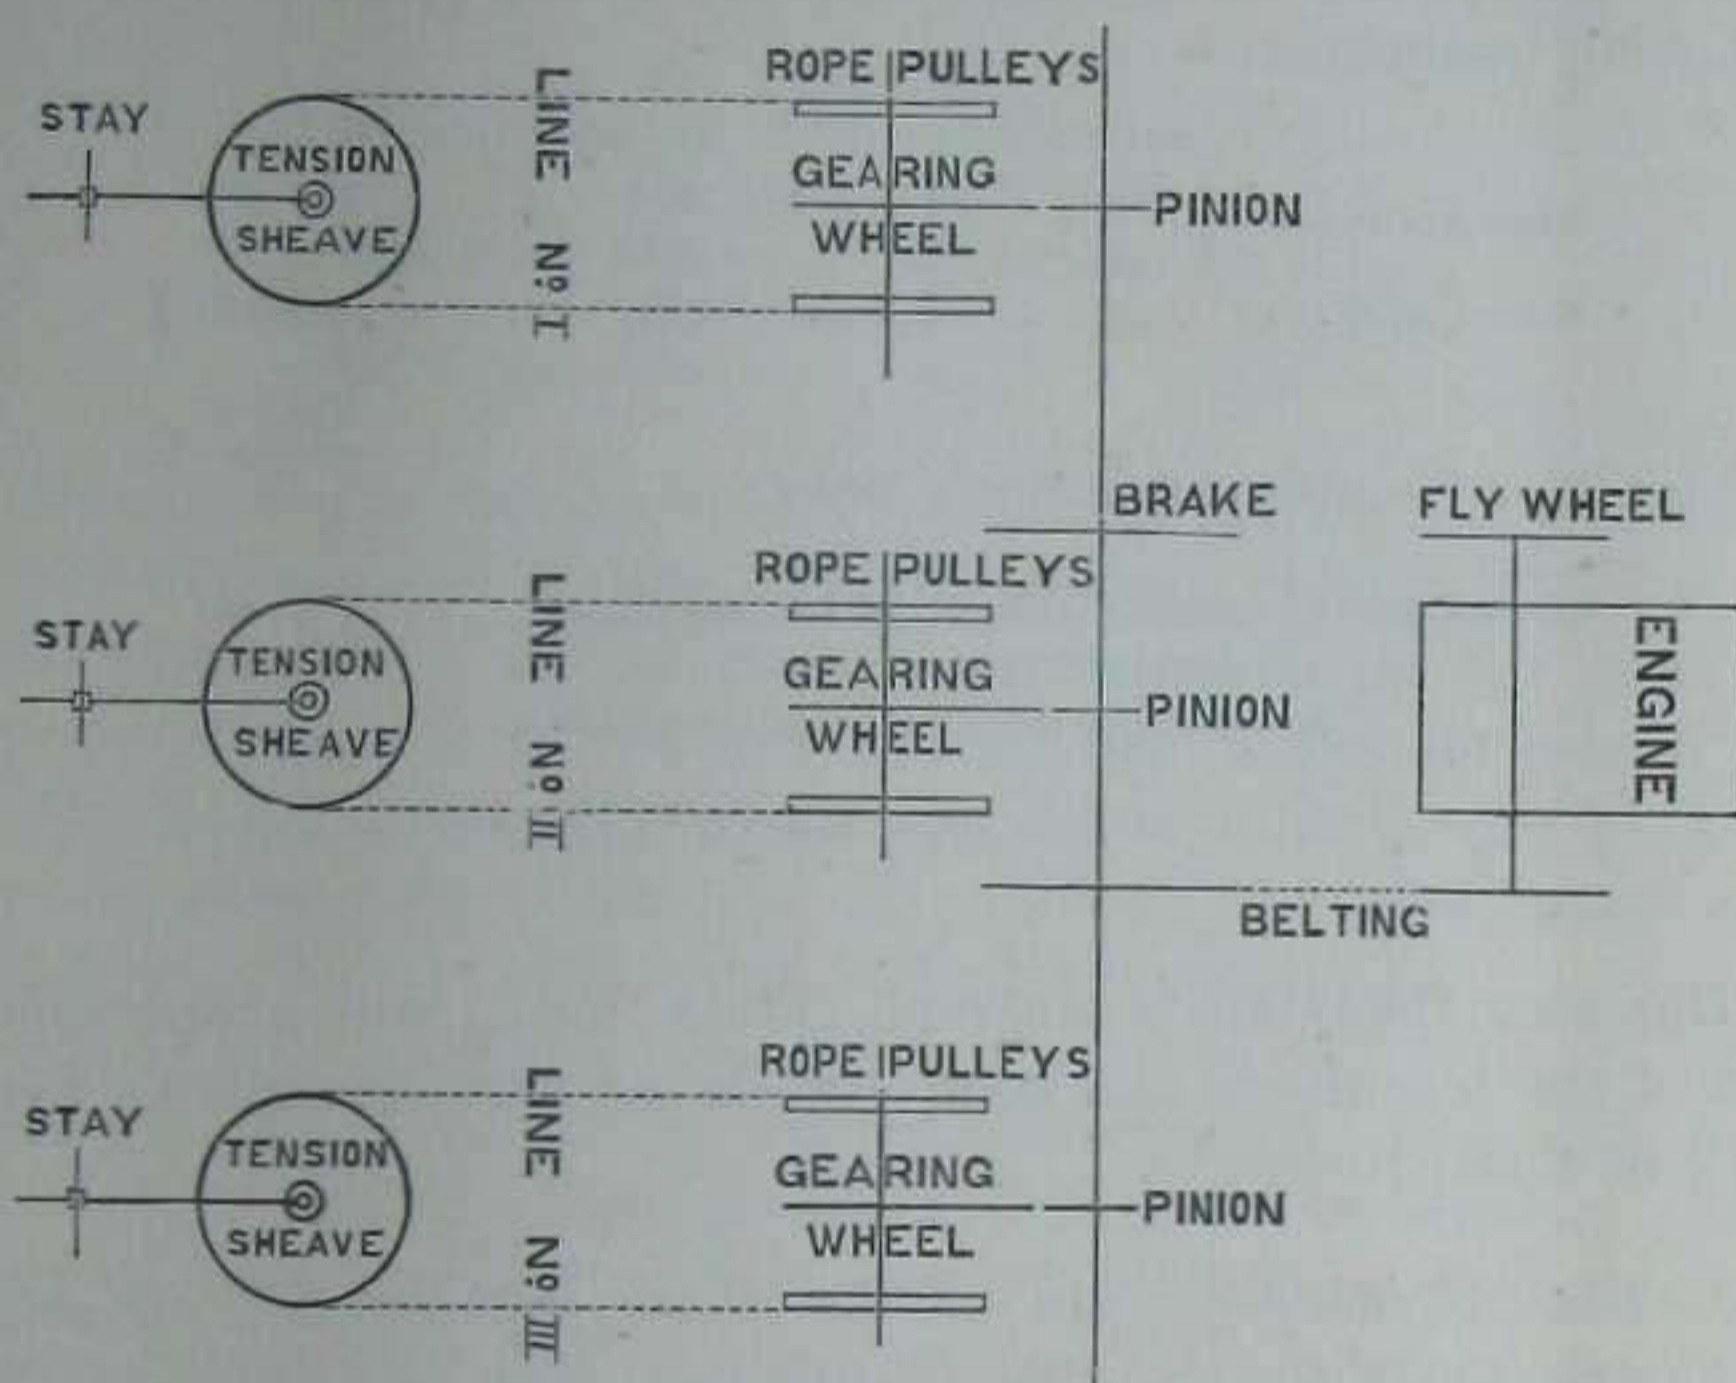 ROPE PULLEYS
STAY
TENSION
SHEAVE
LINE Nº I
GEARING
WHEEL
PINION
BRAKE
FLY WHEEL
ROPE PULLEYS
STAY
TENSION
SHEAVE
LINE Nº II
GEARING
WHEEL
PINION
ENGINE
BELTING
ROPE PULLEYS
STAY
TENSION
SHEAVE
LINE Nº III
GEARING
WHEEL
PINION